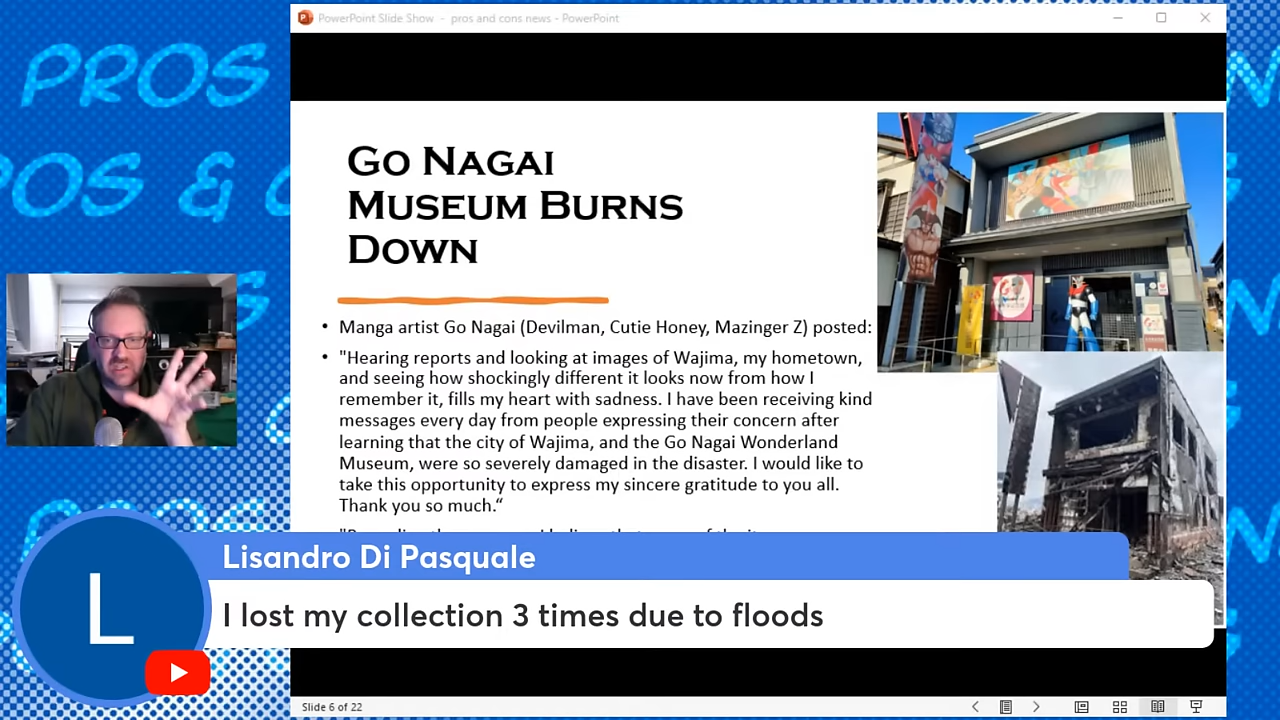 PowerPoint Slide Show - pros and cons news - PowerPoint
PROS
POS & C
Go Nagai
Museum Burns
Down
• Manga artist Go Nagai (Devilman, Cutie Honey, Mazinger Z) posted:
• "Hearing reports and looking at images of Wajima, my hometown,
and seeing how shockingly different it looks now from how I
remember it, fills my heart with sadness. I have been receiving kind
messages every day from people expressing their concern after
learning that the city of Wajima, and the Go Nagai Wonderland
Museum, were so severely damaged in the disaster. I would like to
take this opportunity to express my sincere gratitude to you all.
Thank you so much.“
L
Lisandro Di Pasquale
I lost my collection 3 times due to floods
Slide 6 of 22